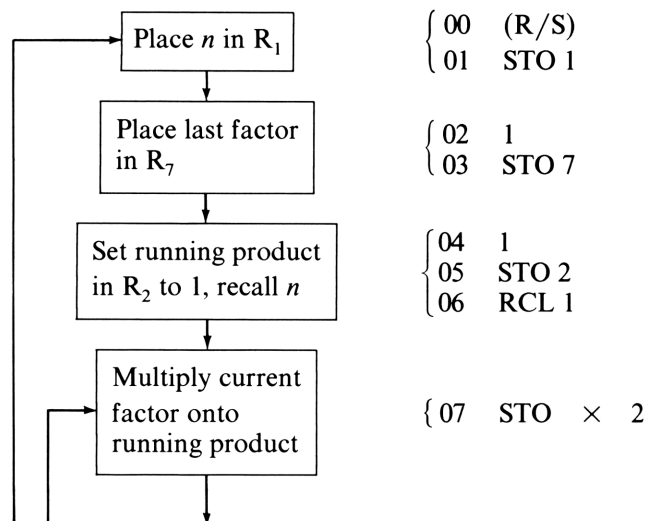 Place n in R₁
00 (R/S)
01 STO 1
Place last factor
in R₇
02 1
03 STO 7
Set running product
in R₂ to 1, recall n
04 1
05 STO 2
06 RCL 1
Multiply current
factor onto
running product
07 STO × 2